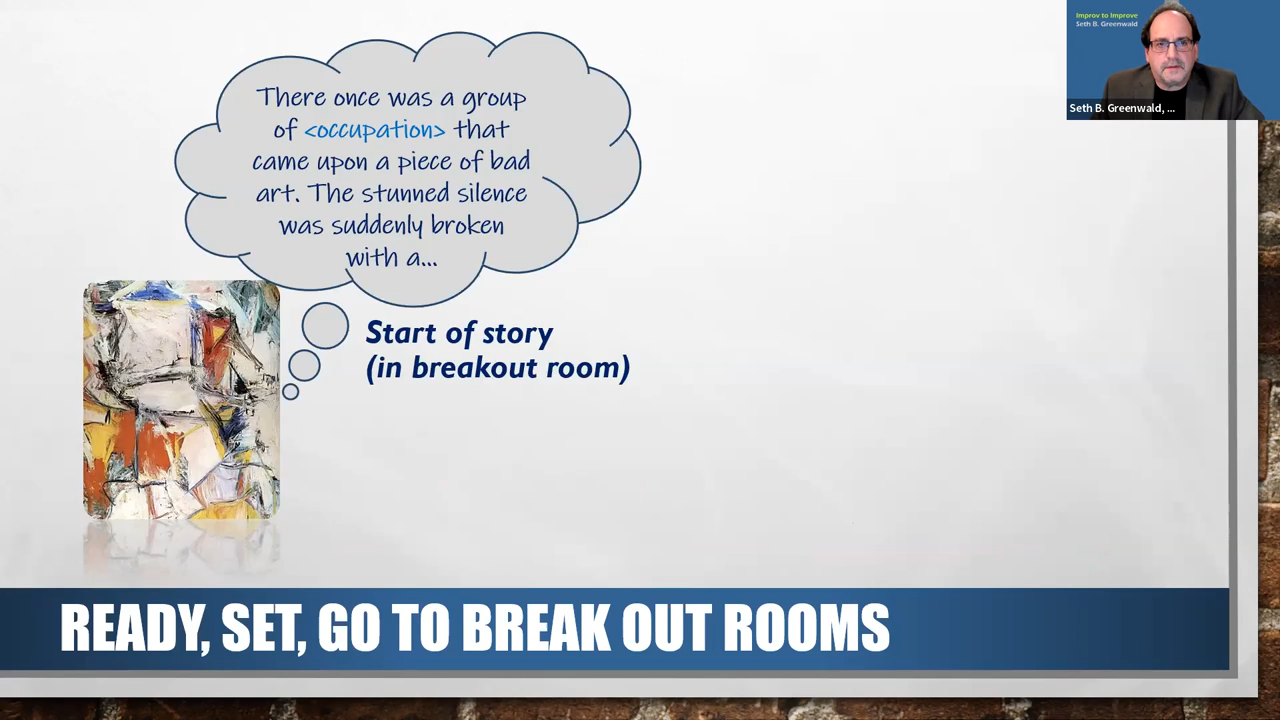 There once was a group
of <occupation> that
came upon a piece of bad
art. The stunned silence
was suddenly broken
with a...
Start of story
(in breakout room)
READY, SET, GO TO BREAK OUT ROOMS
Improv to Improve
Seth B. Greenwald
Seth B. Greenwald, ...